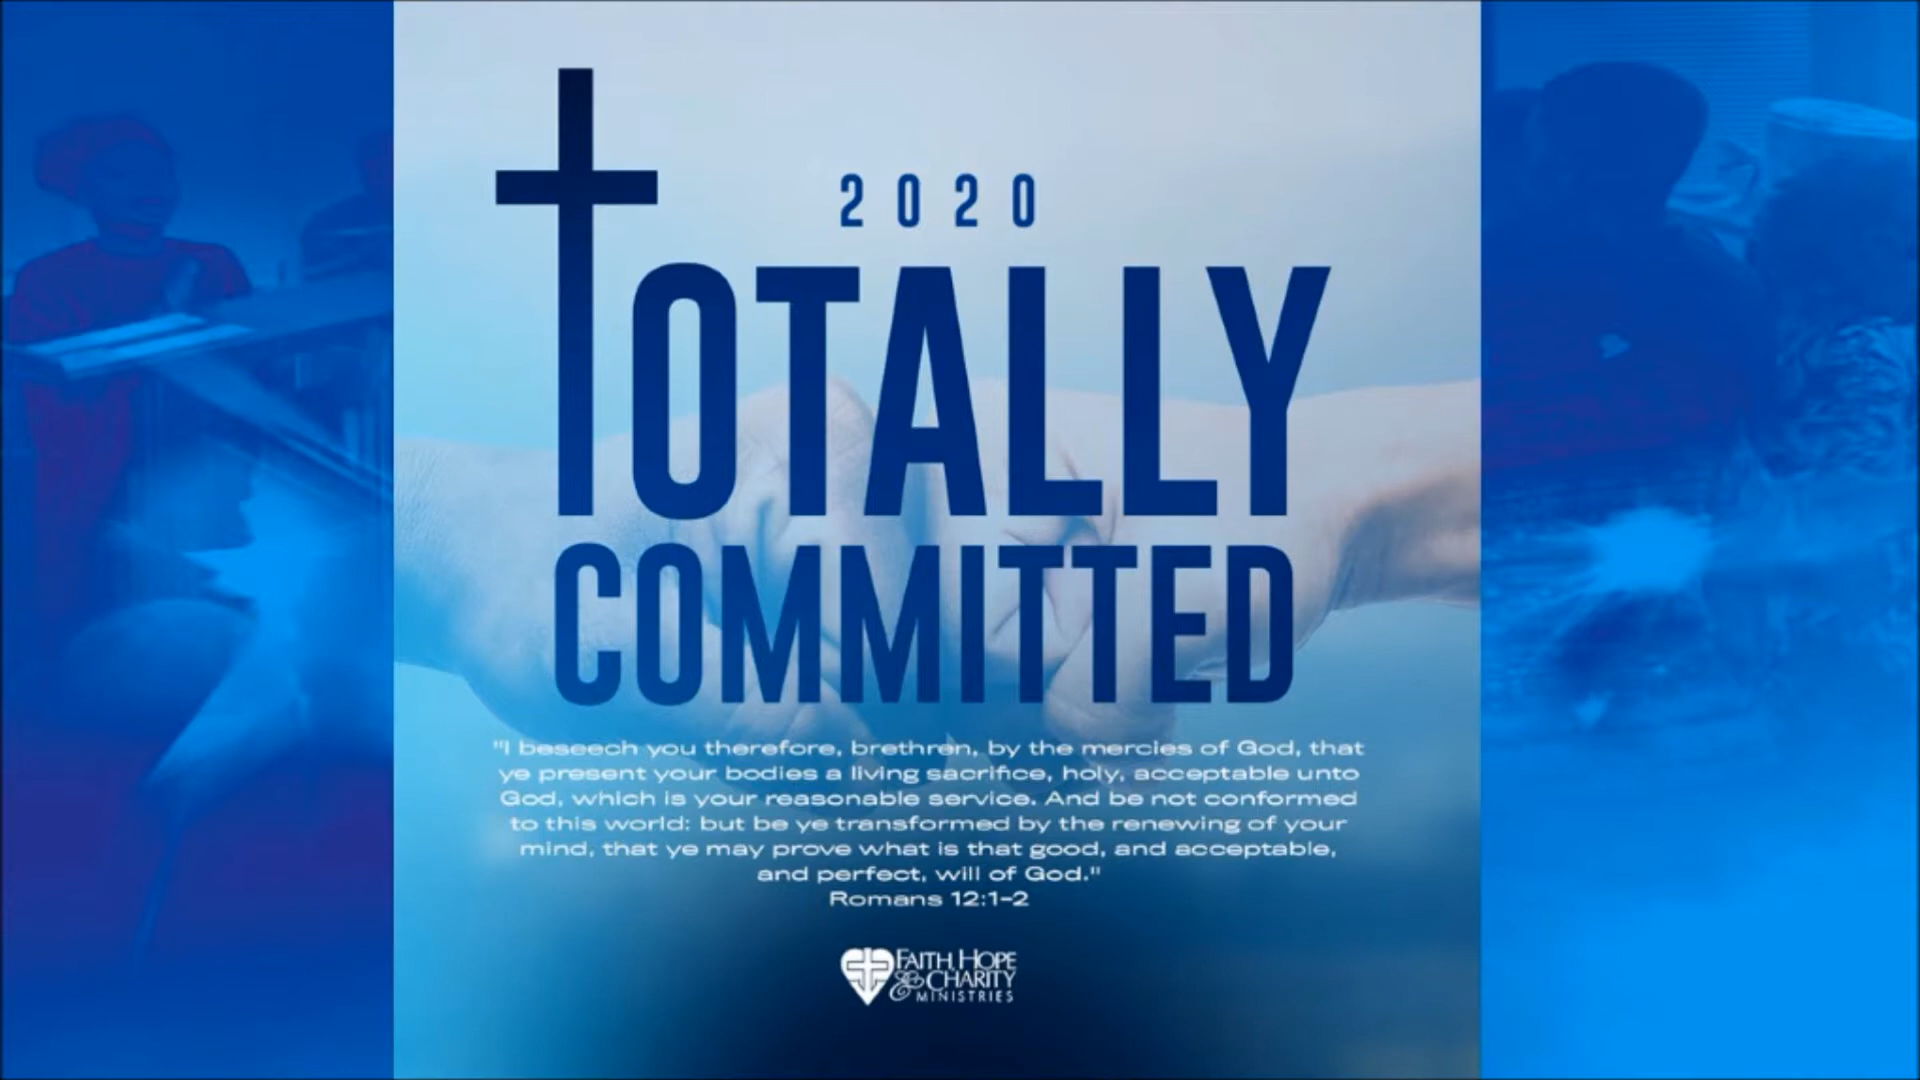 2020
TOTALLY
COMMITTED
"I beseech you therefore, brethren, by the mercies of God, that
ye present your bodies a living sacrifice, holy, acceptable unto
God, which is your reasonable service. And be not conformed
to this world: but be ye transformed by the renewing of your
mind, that ye may prove what is that good, and acceptable,
and perfect, will of God."
Romans 12:1-2
FAITH, HOPE
& CHARITY
MINISTRIES